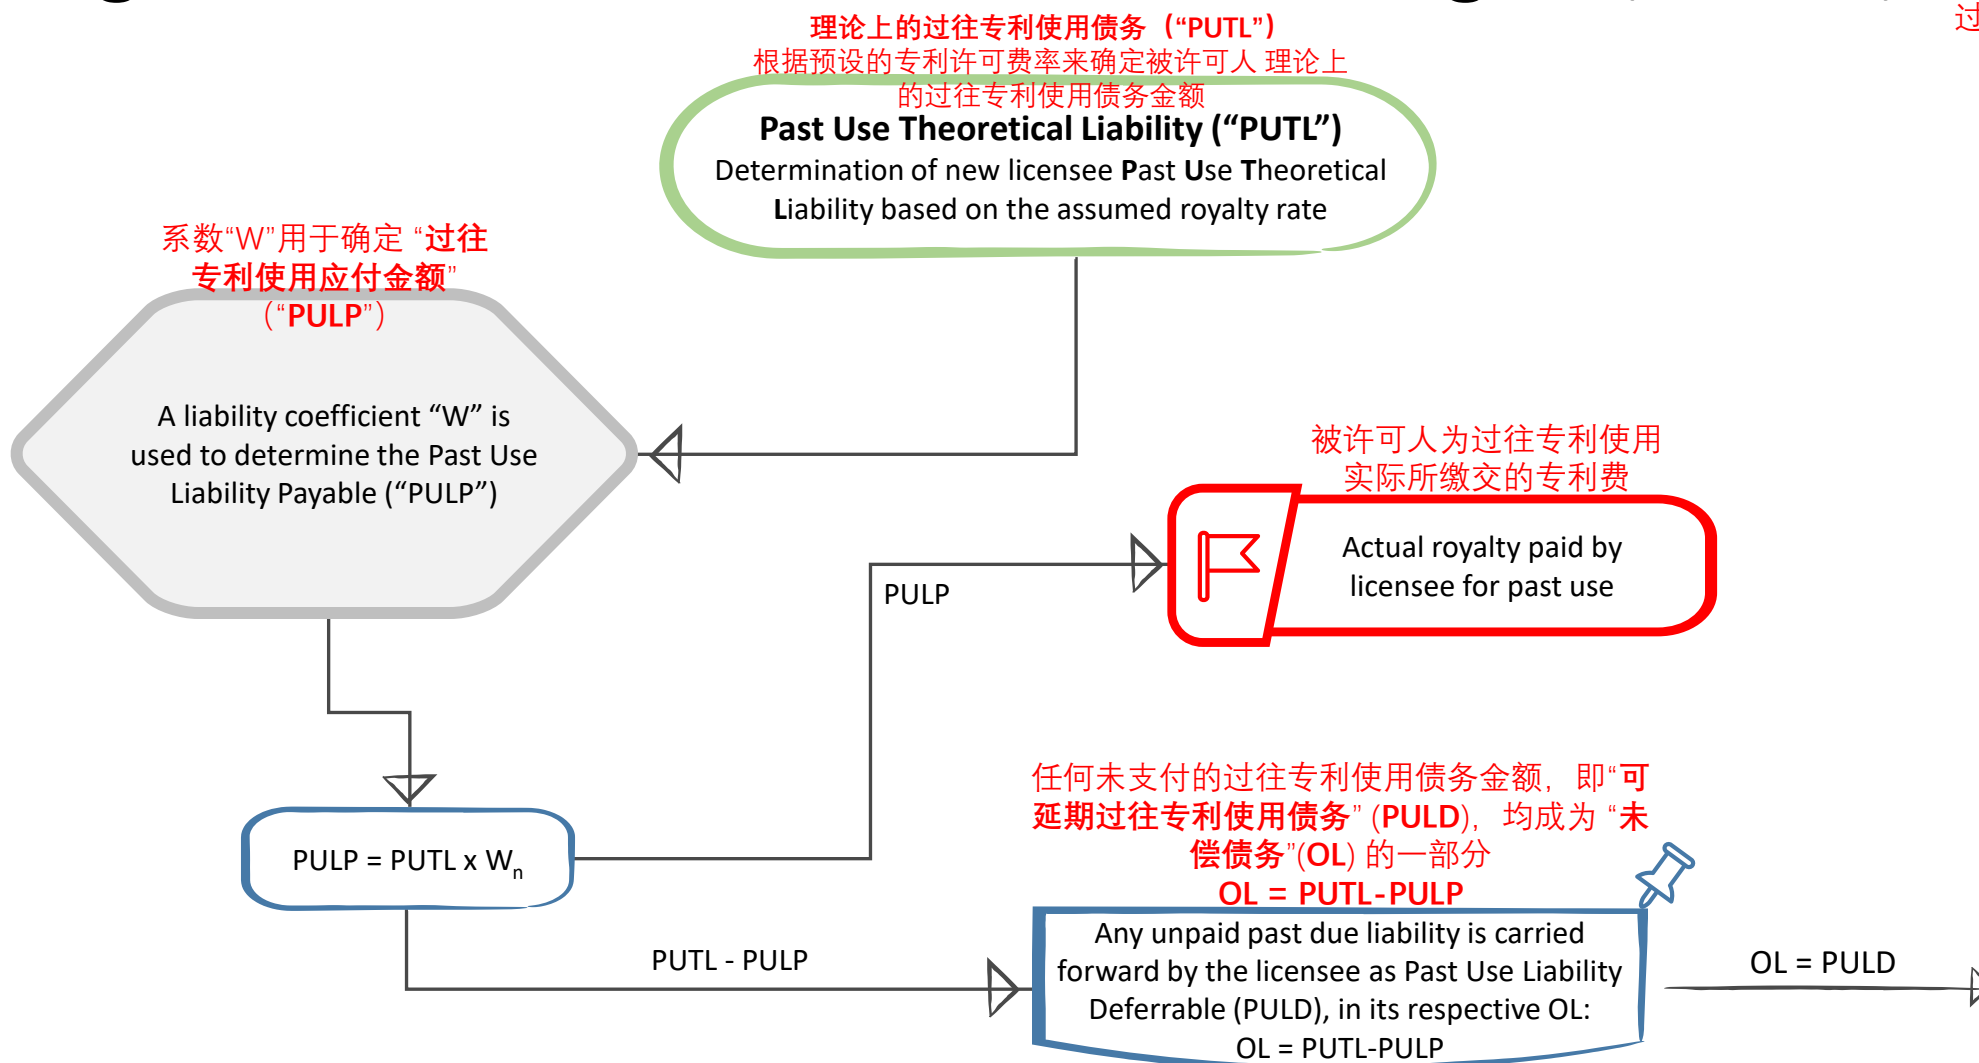 过
理论上的过往专利使用债务（“PUTL”）
根据预设的专利许可费率来确定被许可人 理论上
的过往专利使用债务金额
Past Use Theoretical Liability (“PUTL”)
Determination of new licensee Past Use Theoretical
Liability based on the assumed royalty rate
系数“W”用于确定 “过往
专利使用应付金额”
（“PULP”）
A liability coefficient “W” is
used to determine the Past Use
Liability Payable (“PULP”)
被许可人为过往专利使用
实际所缴交的专利费
Actual royalty paid by
licensee for past use
PULP
PULP = PUTL x Wn
任何未支付的过往专利使用债务金额，即“可
延期过往专利使用债务” (PULD)，均成为 “未
偿债务”(OL) 的一部分
OL = PUTL-PULP
PUTL - PULP
Any unpaid past due liability is carried
forward by the licensee as Past Use Liability
Deferrable (PULD), in its respective OL:
OL = PUTL-PULP
OL = PULD